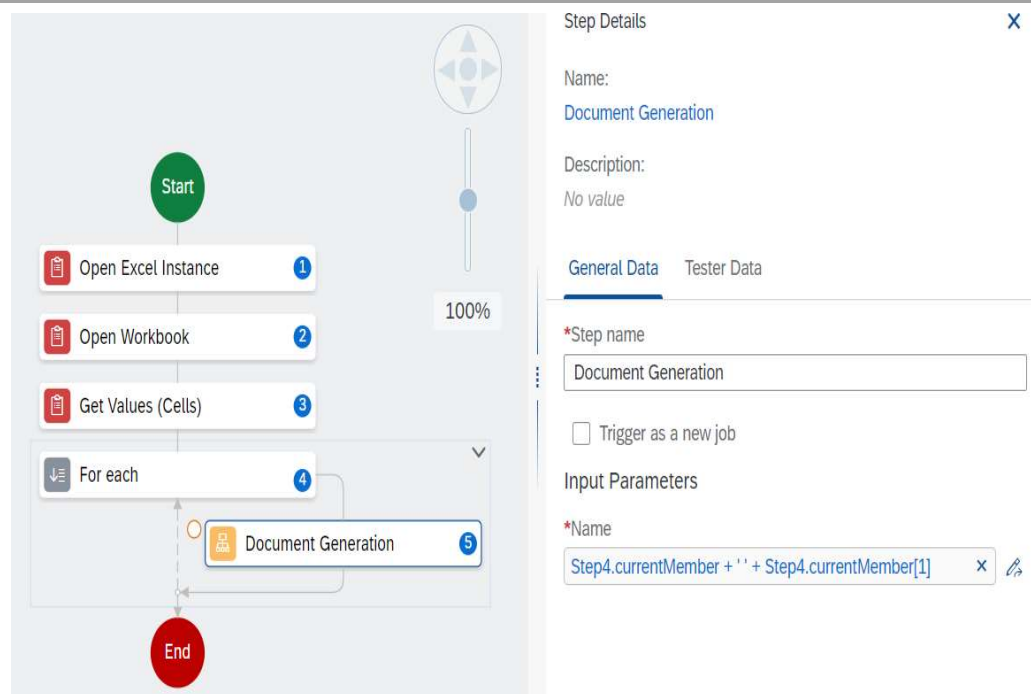 Start
Open Excel Instance 1
Open Workbook 2
Get Values (Cells) 3
For each 4
Document Generation 5
End
100%
Step Details
Name:
Document Generation
Description:
No value
General Data Tester Data
*Step name
Document Generation
Trigger as a new job
Input Parameters
*Name
Step4.currentMember + ' ' + Step4.currentMember[1]